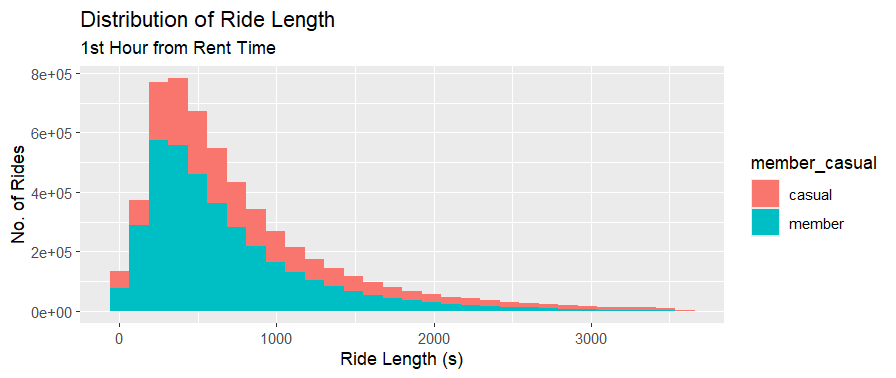 Distribution of Ride Length
1st Hour from Rent Time
8e+05
6e+05
4e+05
2e+05
0e+00
No. of Rides
0 1000 2000 3000
Ride Length (s)
member_casual
casual
member